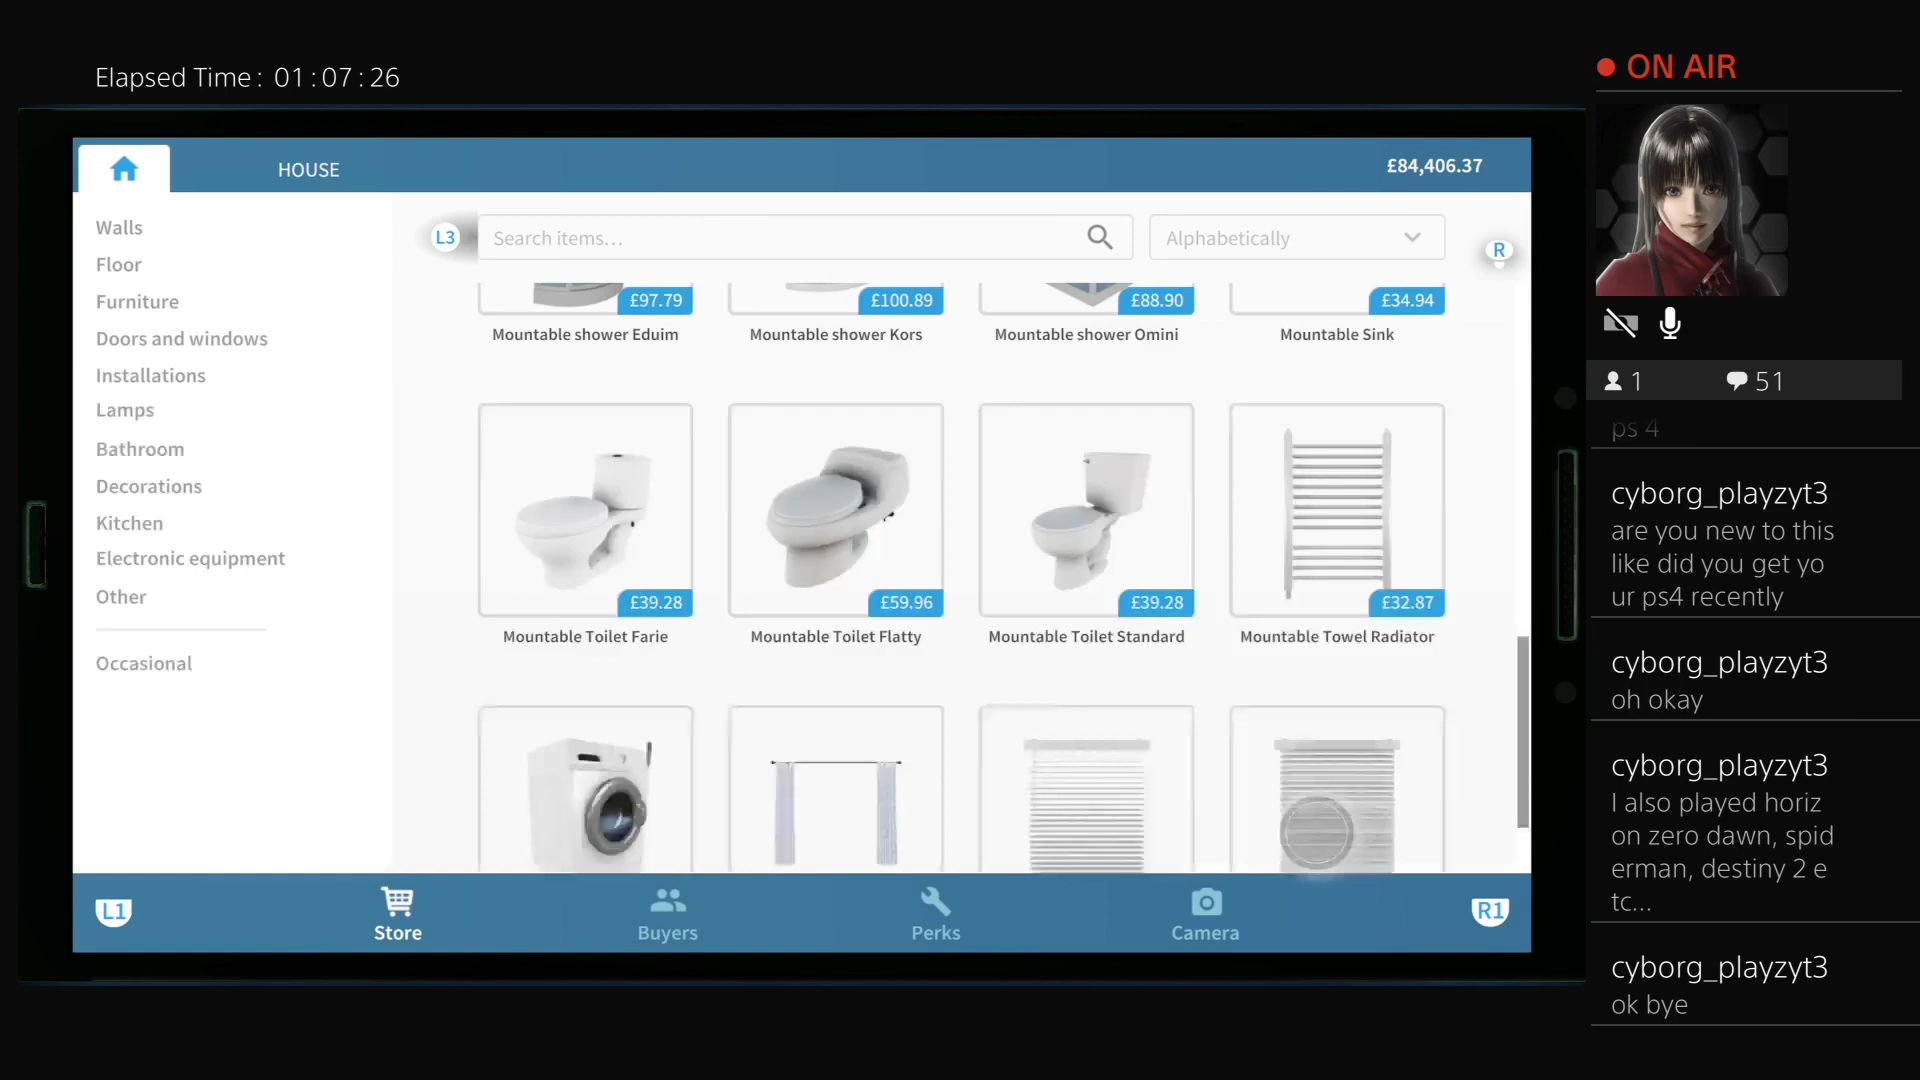 Elapsed Time: 01:07:26
ON AIR
HOUSE
£84,406.37
Walls
Floor
Furniture
Doors and windows
Installations
Lamps
Bathroom
Decorations
Kitchen
Electronic equipment
Other
Occasional
L3
Search items...
Alphabetically
R
£97.79
£100.89
£88.90
£34.94
Mountable shower Eduim
Mountable shower Kors
Mountable shower Omini
Mountable Sink
£39.28
£59.96
£39.28
£32.87
Mountable Toilet Farie
Mountable Toilet Flatty
Mountable Toilet Standard
Mountable Towel Radiator
L1
Store
Buyers
Perks
Camera
R1
1
51
ps 4
cyborg_playzyt3
are you new to this
like did you get yo
ur ps4 recently
cyborg_playzyt3
oh okay
cyborg_playzyt3
I also played horiz
on zero dawn, spid
erman, destiny 2 e
tc...
cyborg_playzyt3
ok bye